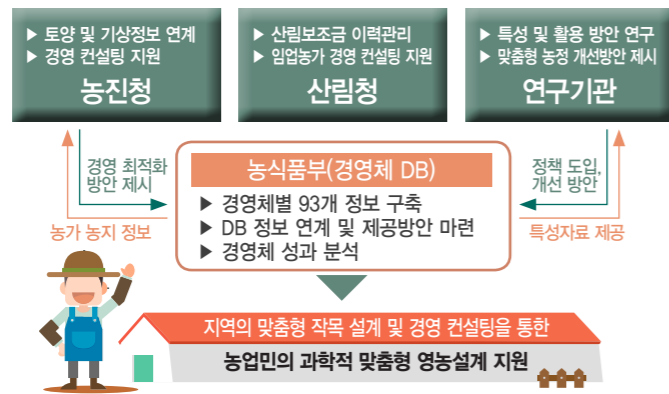 ▶ 토양 및 기상정보 연계
▶ 경영 컨설팅 지원
농진청
▶ 산림보조금 이력관리
▶ 임업농가 경영 컨설팅 지원
산림청
▶ 특성 및 활용 방안 연구
▶ 맞춤형 농정 개선방안 제시
연구기관
경영 최적화
방안 제시
농가 농지 정보
농식품부(경영체 DB)
▶ 경영체별 93개 정보 구축
▶ DB 정보 연계 및 제공방안 마련
▶ 경영체 성과 분석
정책 도입,
개선 방안
특성자료 제공
지역의 맞춤형 작목 설계 및 경영 컨설팅을 통한
농업민의 과학적 맞춤형 영농설계 지원